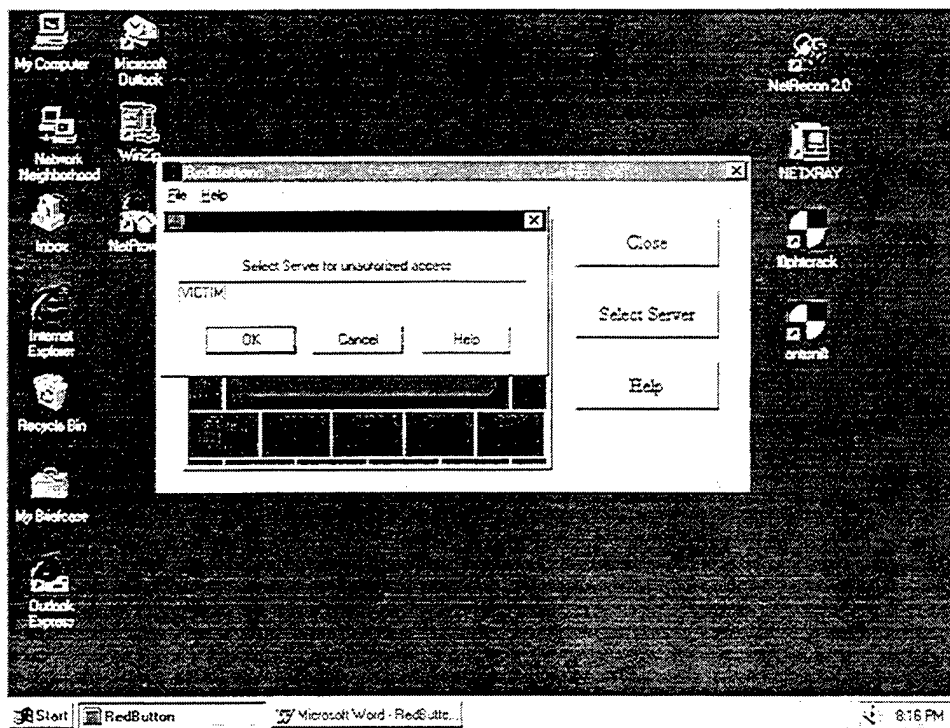 My Computer
Microsoft
Outlook
NetRecon 2.0
Network
Neighborhood
WinZip
RedButton
NETXRAY
File Help
Inbox
Close
Select Server for unautorized access
VICTIM
l0phtcrack
Select Server
OK Cancel Help
Internet
Explorer
antisniff
Help
Recycle Bin
My Briefcase
Outlook
Express
Start RedButton Microsoft Word - RedButto... 8:16 PM